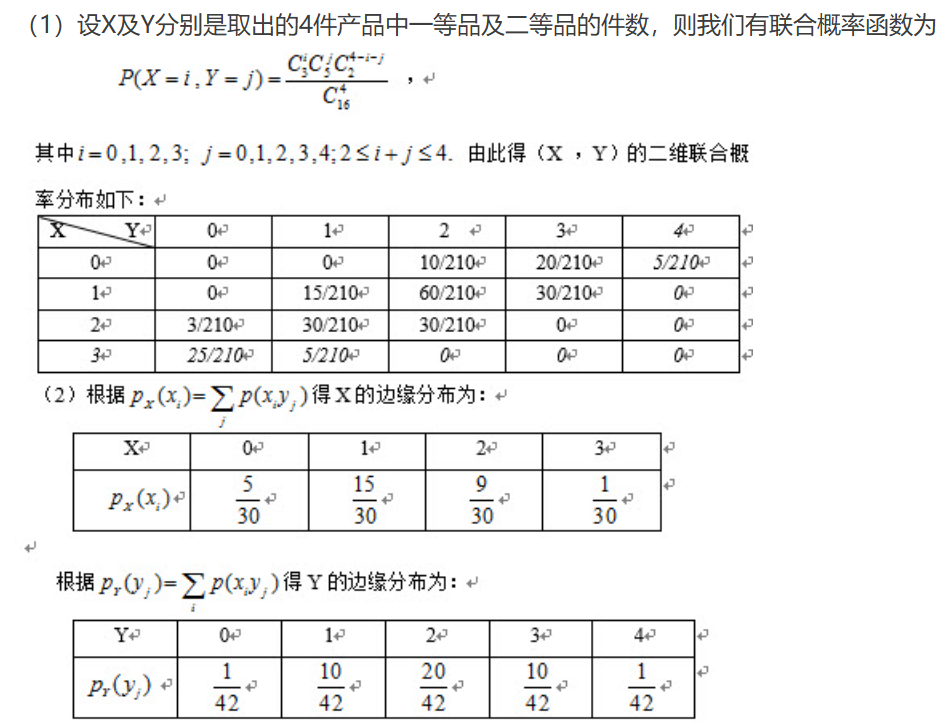 （1）设X及Y分别是取出的4件产品中一等品及二等品的件数，则我们有联合概率函数为
P(X = i , Y = j) = \frac{C_3^i C_5^j C_2^{4-i-j}}{C_{16}^4} ，↵
其中 i = 0,1,2,3; j = 0,1,2,3,4; 2 ≤ i + j ≤ 4. 由此得（X ，Y）的二维联合概
率分布如下：↵
X Y↵ 0↵ 1↵ 2 ↵ 3↵ 4↵ ↵
0↵ 0↵ 0↵ 10/210↵ 20/210↵ 5/210↵ ↵
1↵ 0↵ 15/210↵ 60/210↵ 30/210↵ 0↵ ↵
2↵ 3/210↵ 30/210↵ 30/210↵ 0↵ 0↵ ↵
3↵ 25/210↵ 5/210↵ 0↵ 0↵ 0↵ ↵
（2）根据 p_X(x_i) = \sum_j p(x_i y_j) 得 X 的边缘分布为：↵
X↵ 0↵ 1↵ 2↵ 3↵ ↵
p_X(x_i)↵ \frac{5}{30}↵ \frac{15}{30}↵ \frac{9}{30}↵ \frac{1}{30}↵ ↵
↵
根据 p_Y(y_j) = \sum_i p(x_i y_j) 得 Y 的边缘分布为：↵
Y↵ 0↵ 1↵ 2↵ 3↵ 4↵ ↵
p_Y(y_j) ↵ \frac{1}{42}↵ \frac{10}{42}↵ \frac{20}{42}↵ \frac{10}{42}↵ \frac{1}{42}↵ ↵